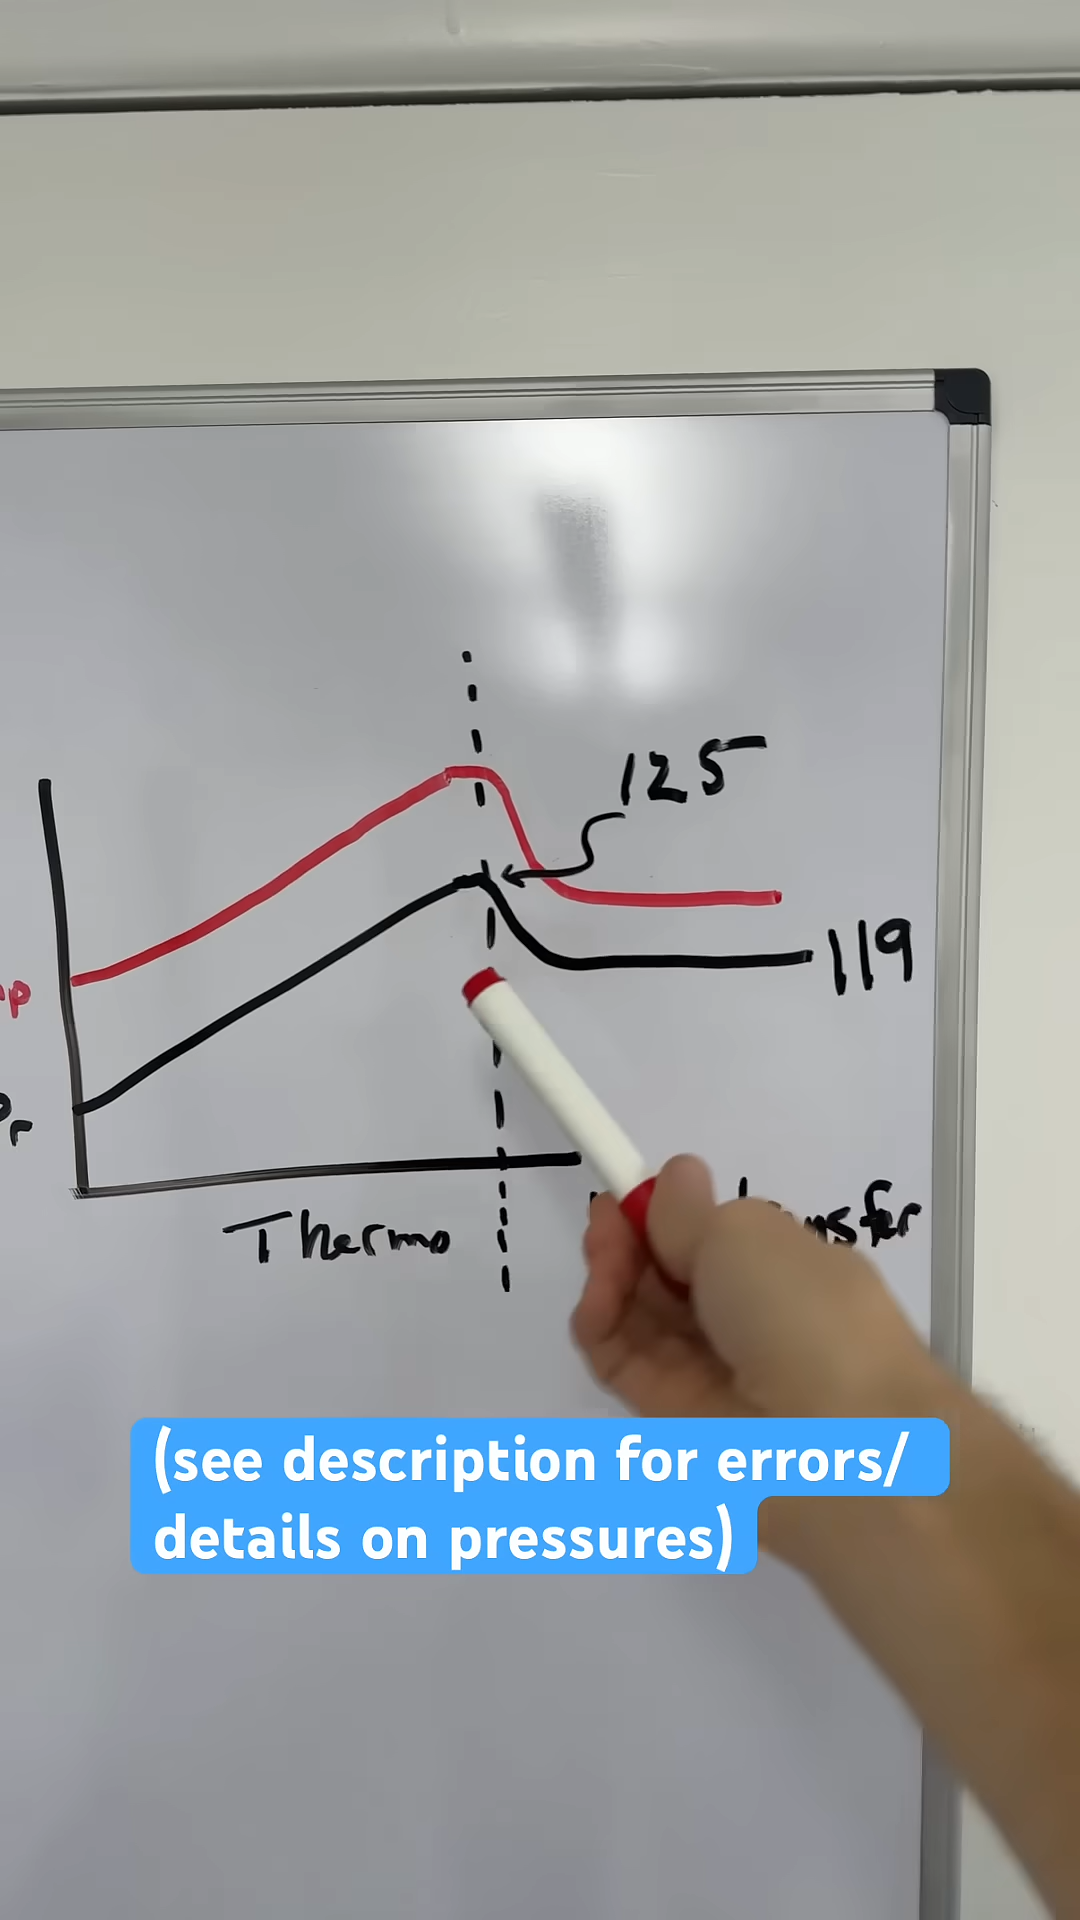 125
119
Thermo
(see description for errors/
details on pressures)